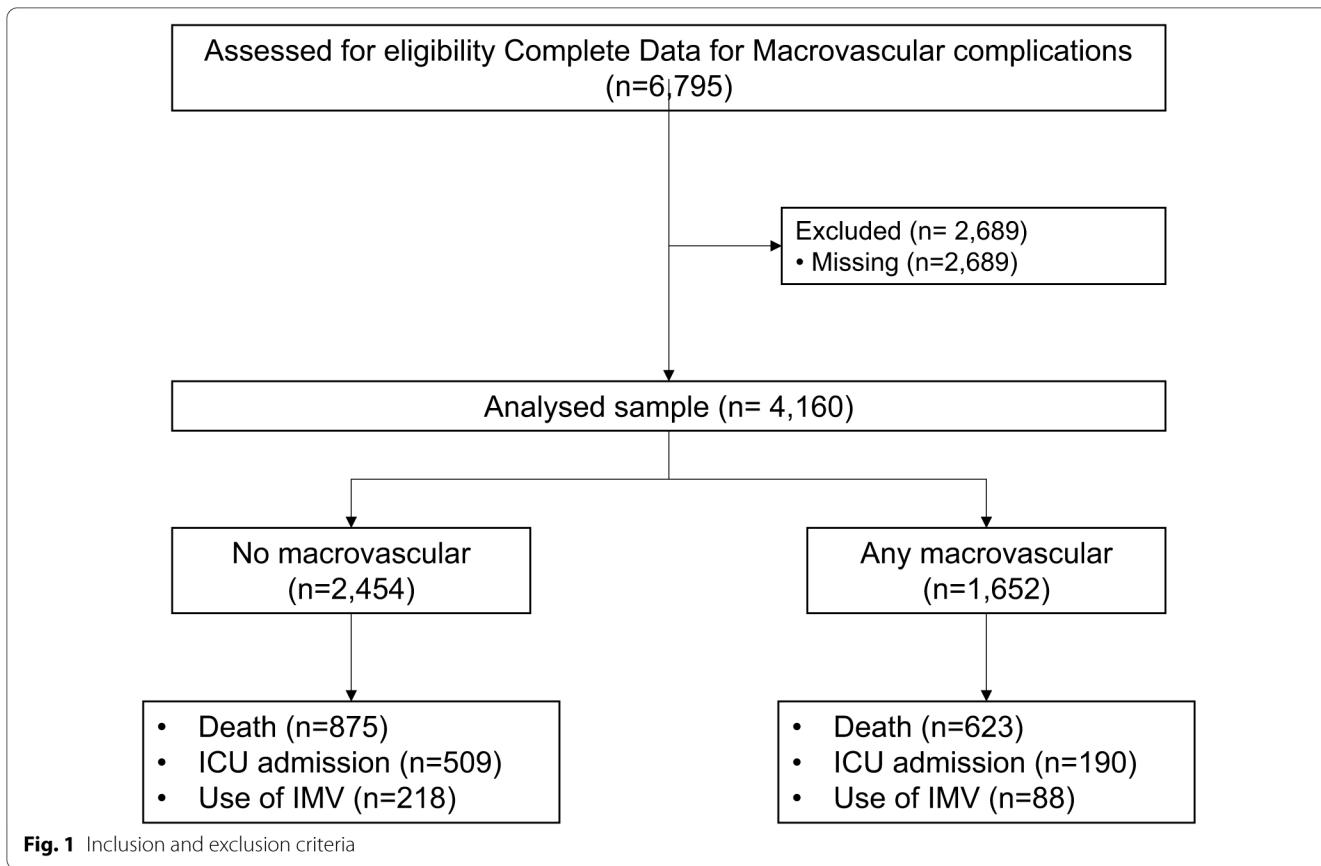 Assessed for eligibility Complete Data for Macrovascular complications
(n=6,795)
Excluded (n= 2,689)
• Missing (n=2,689)
Analysed sample (n= 4,160)
No macrovascular
(n=2,454)
Any macrovascular
(n=1,652)
• Death (n=875)
• ICU admission (n=509)
• Use of IMV (n=218)
• Death (n=623)
• ICU admission (n=190)
• Use of IMV (n=88)
Fig. 1 Inclusion and exclusion criteria